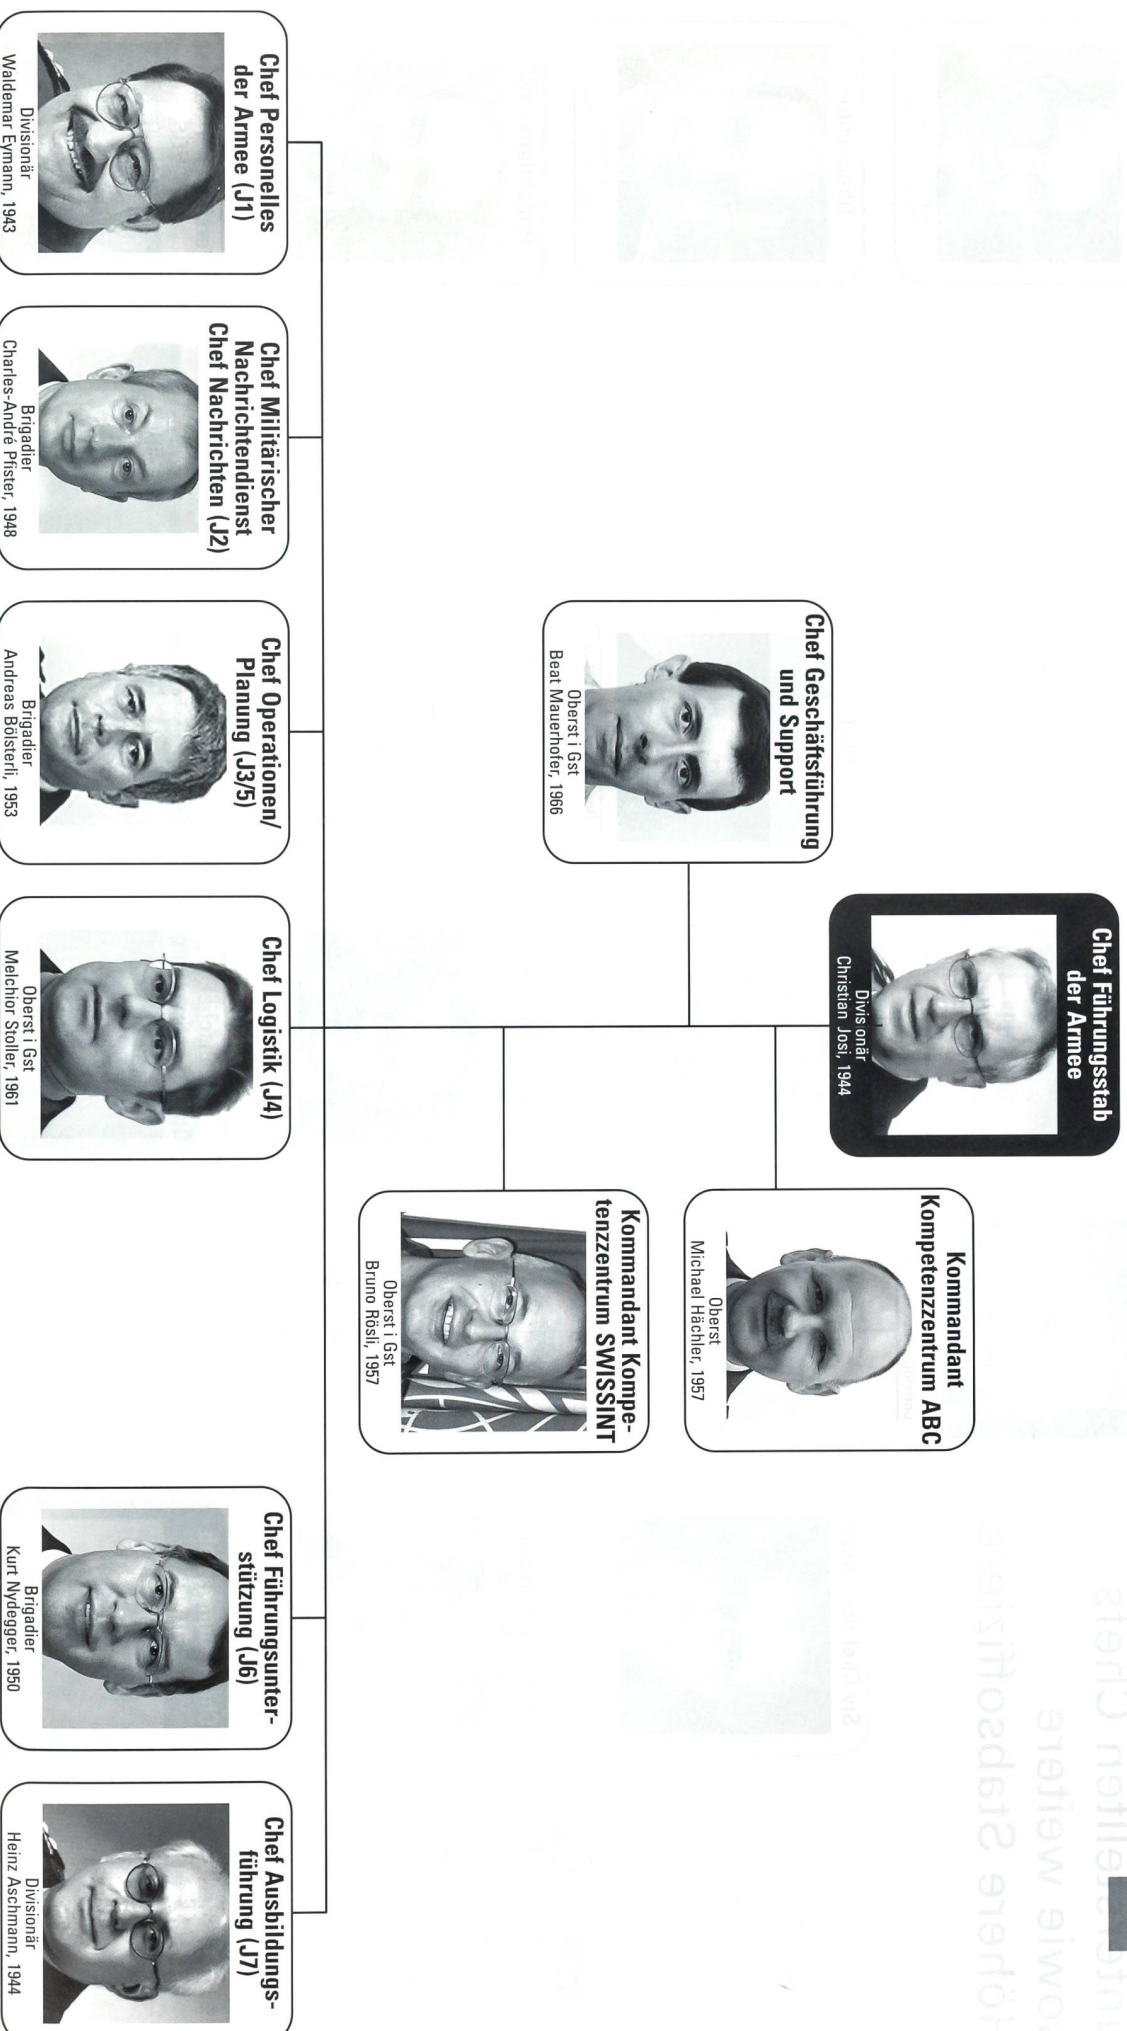 Chef Führungsstab
der Armee
Divis onär
Christian Josi, 1944
Chef Geschäftsführung
und Support
Oberst i Gst
Beat Mauerhofer, 1966
Kommandant
Kompetenzzentrum ABC
Oberst
Michael Hächler, 1957
Kommandant Kompe-
tenzzentrum SWISSINT
Oberst i Gst
Bruno Rösli, 1957
Chef Personelles
der Armee (J1)
Divisionär
Waldemar Eymann, 1943
Chef Militärischer
Nachrichtendienst
Chef Nachrichten (J2)
Brigadier
Charles-André Pfister, 1948
Chef Operationen/
Planung (J3/5)
Brigadier
Andreas Bölsterli, 1953
Chef Logistik (J4)
Oberst i Gst
Melchior Stoller, 1961
Chef Führungsunter-
stützung (J6)
Brigadier
Kurt Nydegger, 1950
Chef Ausbildungs-
führung (J7)
Divisionär
Heinz Aschmann, 1944